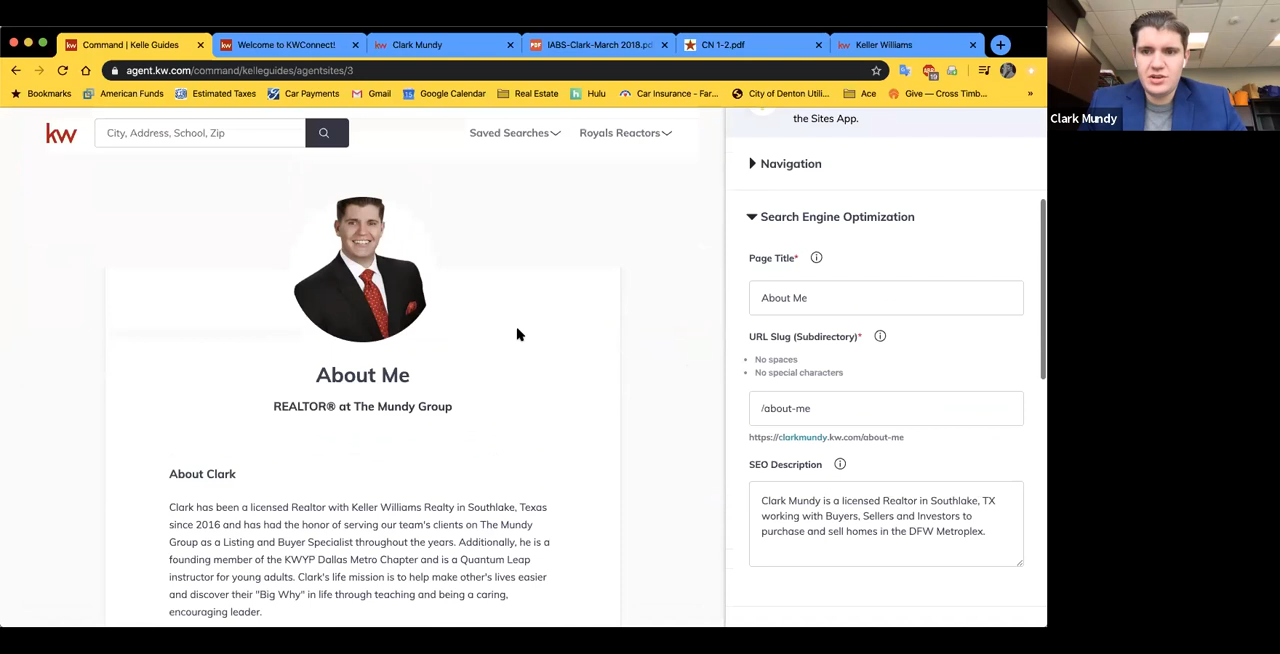 Command | Kelle Guides
Welcome to KWConnect!
Clark Mundy
IABS-Clark-March 2018.pd
CN 1-2.pdf
Keller Williams
agent.kw.com/command/kelleguides/agentsites/3
Bookmarks
American Funds
Estimated Taxes
Car Payments
Gmail
Google Calendar
Real Estate
Hulu
Car Insurance - Far...
City of Denton Utili...
Ace
Give — Cross Timb...
»
kw
City, Address, School, Zip
Saved Searches
Royals Reactors
About Me
REALTOR® at The Mundy Group
About Clark
Clark has been a licensed Realtor with Keller Williams Realty in Southlake, Texas
since 2016 and has had the honor of serving our team's clients on The Mundy
Group as a Listing and Buyer Specialist throughout the years. Additionally, he is a
founding member of the KWYP Dallas Metro Chapter and is a Quantum Leap
instructor for young adults. Clark's life mission is to help make other's lives easier
and discover their "Big Why" in life through teaching and being a caring,
encouraging leader.
the Sites App.
Navigation
Search Engine Optimization
Page Title*
About Me
URL Slug (Subdirectory)*
• No spaces
• No special characters
/about-me
https://clarkmundy.kw.com/about-me
SEO Description
Clark Mundy is a licensed Realtor in Southlake, TX
working with Buyers, Sellers and Investors to
purchase and sell homes in the DFW Metroplex.
Clark Mundy